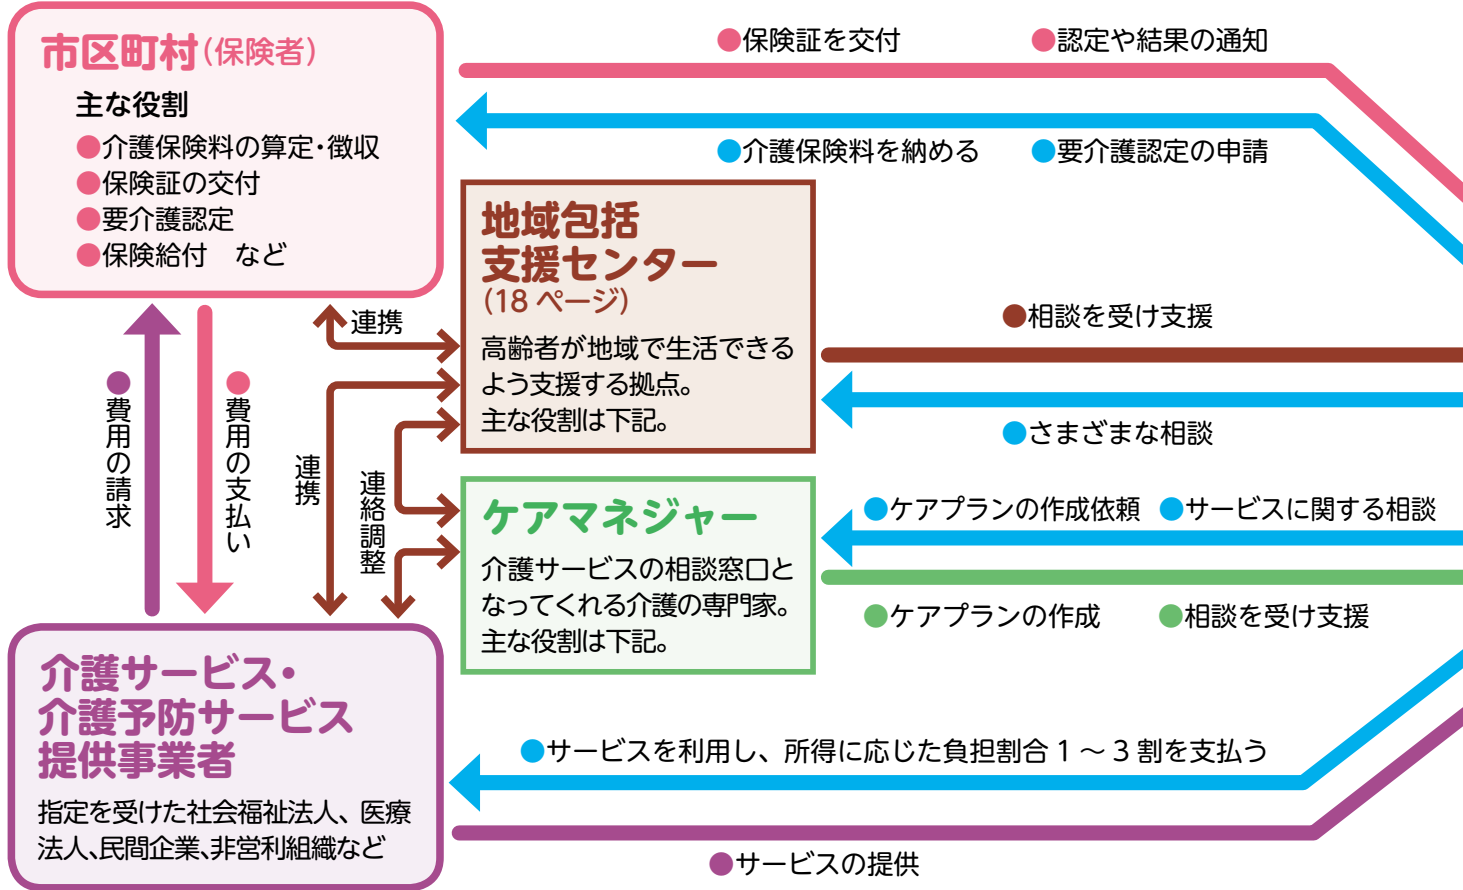 市区町村(保険者)
主な役割
●介護保険料の算定・徴収
●保険証の交付
●要介護認定
●保険給付　など
●保険証を交付
●認定や結果の通知
●介護保険料を納める
●要介護認定の申請
地域包括
支援センター
(18 ページ)
高齢者が地域で生活できる
よう支援する拠点。
主な役割は下記。
●相談を受け支援
●さまざまな相談
連携
●費用の請求
●費用の支払い
連携
連絡調整
ケアマネジャー
介護サービスの相談窓口と
なってくれる介護の専門家。
主な役割は下記。
●ケアプランの作成依頼
●サービスに関する相談
●ケアプランの作成
●相談を受け支援
介護サービス・
介護予防サービス
提供事業者
指定を受けた社会福祉法人、医療
法人、民間企業、非営利組織など
●サービスを利用し、所得に応じた負担割合 1 ～ 3 割を支払う
●サービスの提供